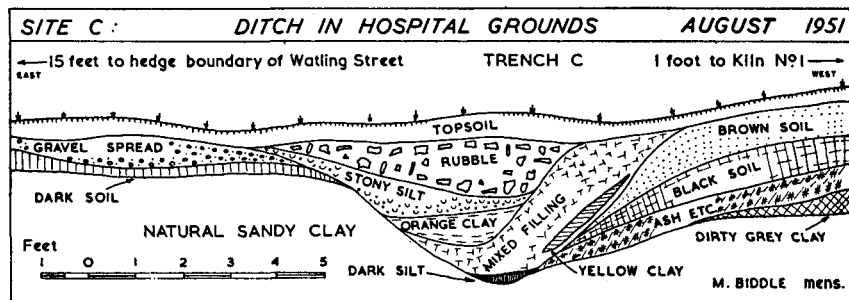 SITE C: DITCH IN HOSPITAL GROUNDS AUGUST 1951
15 feet to hedge boundary of Watling Street TRENCH C 1 foot to Kiln No 1
EAST WEST
TOPSOIL
BROWN SOIL
GRAVEL SPREAD
RUBBLE
BLACK SOIL
STONY SILT
DARK SOIL
ORANGE CLAY
ASH ETC.
NATURAL SANDY CLAY
MIXED FILLING
DIRTY GREY CLAY
Feet
1 0 1 2 3 4 5
DARK SILT
YELLOW CLAY
M. BIDDLE mens.